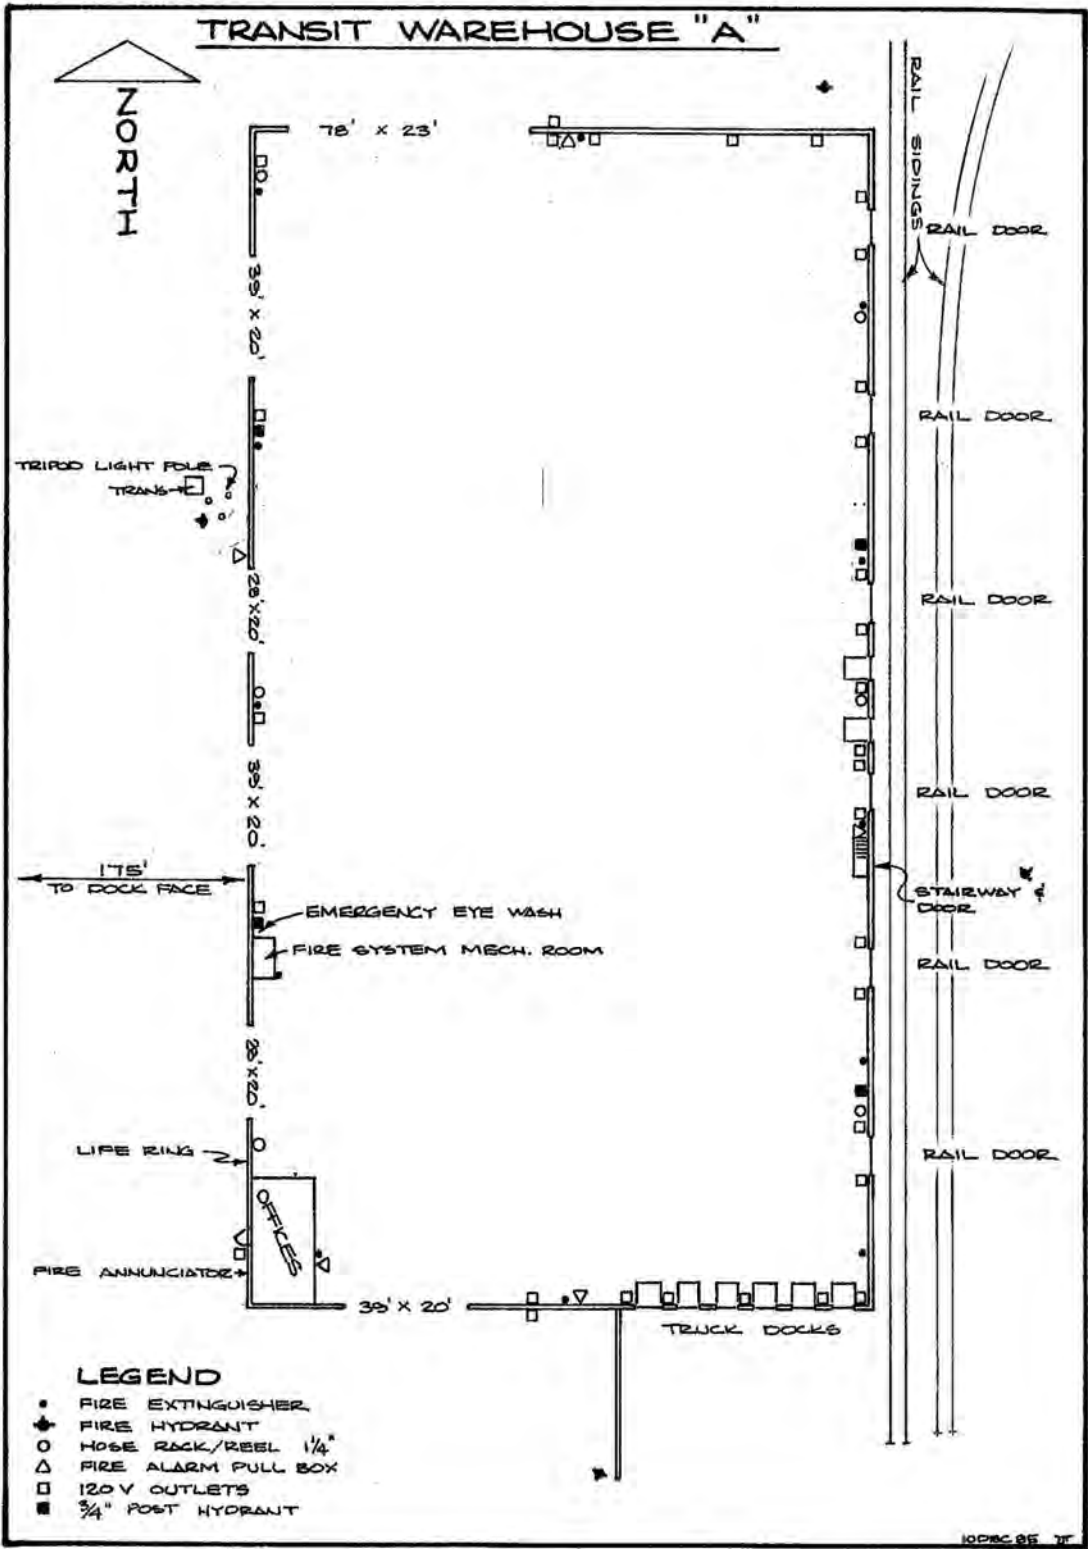 TRANSIT WAREHOUSE "A"
NORTH
78' x 23'
RAIL SIDINGS
RAIL DOOR
39' x 20'
RAIL DOOR
TRIPOD LIGHT POLE
TRANS
28' x 20'
RAIL DOOR
39' x 20'
RAIL DOOR
175'
TO DOCK FACE
STAIRWAY &
DOOR
EMERGENCY EYE WASH
FIRE SYSTEM MECH. ROOM
RAIL DOOR
28' x 20'
LIFE RING
RAIL DOOR
OFFICES
FIRE ANNUNCIATOR
39' x 20'
TRUCK DOCKS
LEGEND
FIRE EXTINGUISHER
FIRE HYDRANT
HOSE RACK/REEL 1¼"
FIRE ALARM PULL BOX
120 V OUTLETS
¾" POST HYDRANT
10DEC85